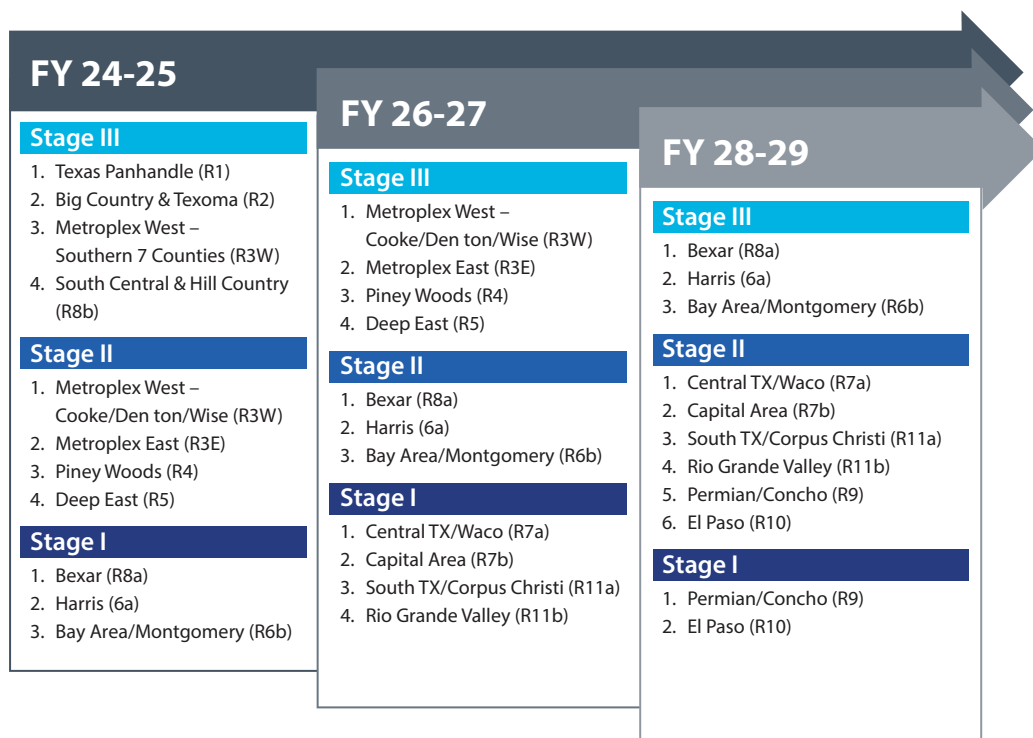 FY 24-25
Stage III
1. Texas Panhandle (R1)
2. Big Country & Texoma (R2)
3. Metroplex West –
Southern 7 Counties (R3W)
4. South Central & Hill Country
(R8b)
Stage II
1. Metroplex West –
Cooke/Den ton/Wise (R3W)
2. Metroplex East (R3E)
3. Piney Woods (R4)
4. Deep East (R5)
Stage I
1. Bexar (R8a)
2. Harris (6a)
3. Bay Area/Montgomery (R6b)
FY 26-27
Stage III
1. Metroplex West –
Cooke/Den ton/Wise (R3W)
2. Metroplex East (R3E)
3. Piney Woods (R4)
4. Deep East (R5)
Stage II
1. Bexar (R8a)
2. Harris (6a)
3. Bay Area/Montgomery (R6b)
Stage I
1. Central TX/Waco (R7a)
2. Capital Area (R7b)
3. South TX/Corpus Christi (R11a)
4. Rio Grande Valley (R11b)
FY 28-29
Stage III
1. Bexar (R8a)
2. Harris (6a)
3. Bay Area/Montgomery (R6b)
Stage II
1. Central TX/Waco (R7a)
2. Capital Area (R7b)
3. South TX/Corpus Christi (R11a)
4. Rio Grande Valley (R11b)
5. Permian/Concho (R9)
6. El Paso (R10)
Stage I
1. Permian/Concho (R9)
2. El Paso (R10)